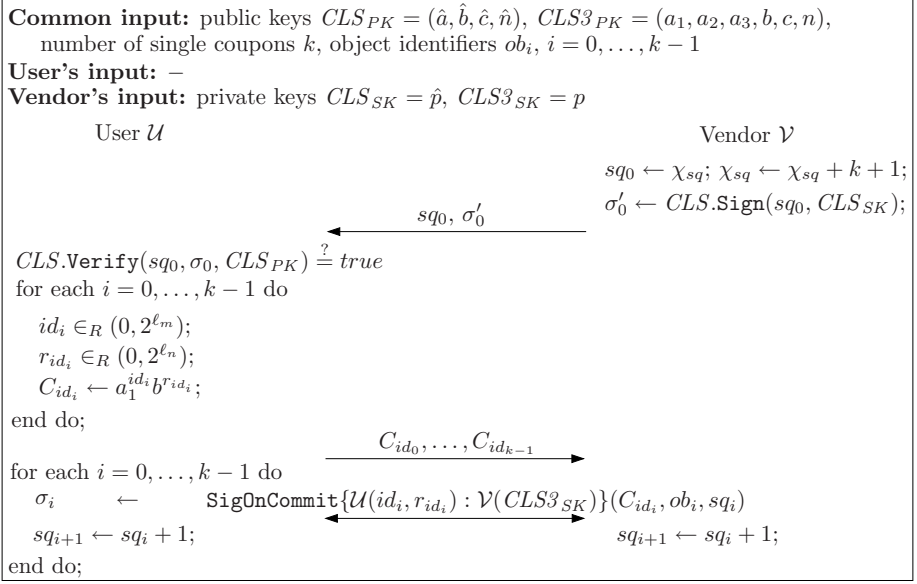 Common input: public keys CLS_PK = (â, b̂, ĉ, n̂), CLS3_PK = (a_1, a_2, a_3, b, c, n),
number of single coupons k, object identifiers ob_i, i = 0, . . . , k − 1
User's input: −
Vendor's input: private keys CLS_SK = p̂, CLS3_SK = p
User 𝒰 Vendor 𝒱
sq_0 ← χ_sq; χ_sq ← χ_sq + k + 1;
σ′_0 ← CLS.Sign(sq_0, CLS_SK);
sq_0, σ′_0
CLS.Verify(sq_0, σ_0, CLS_PK) ≟ true
for each i = 0, . . . , k − 1 do
id_i ∈_R (0, 2^{ℓ_m});
r_{id_i} ∈_R (0, 2^{ℓ_n});
C_{id_i} ← a_1^{id_i} b^{r_{id_i}};
end do;
C_{id_0}, . . . , C_{id_{k−1}}
for each i = 0, . . . , k − 1 do
σ_i ← SigOnCommit{𝒰(id_i, r_{id_i}) : 𝒱(CLS3_SK)}(C_{id_i}, ob_i, sq_i)
sq_{i+1} ← sq_i + 1; sq_{i+1} ← sq_i + 1;
end do;